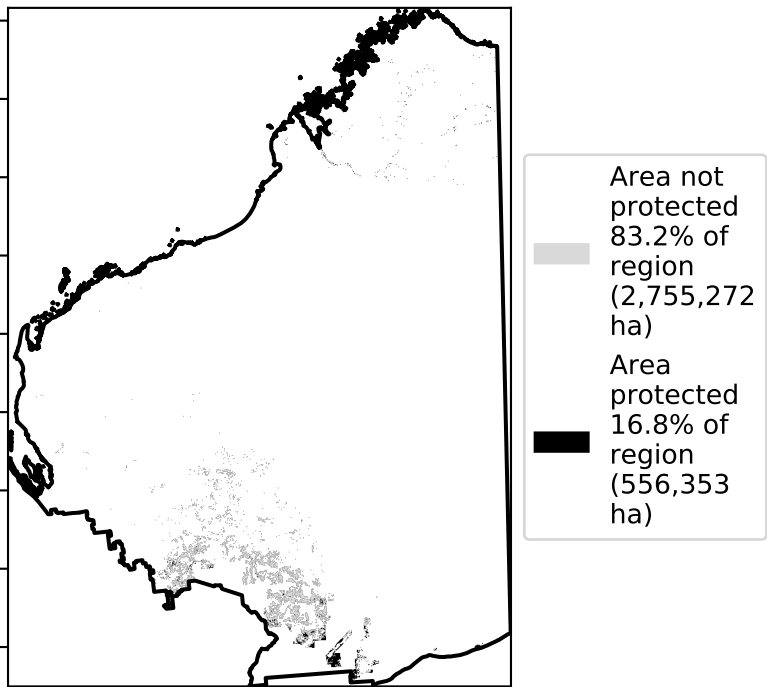 Area not
protected
83.2% of
region
(2,755,272
ha)
Area
protected
16.8% of
region
(556,353
ha)